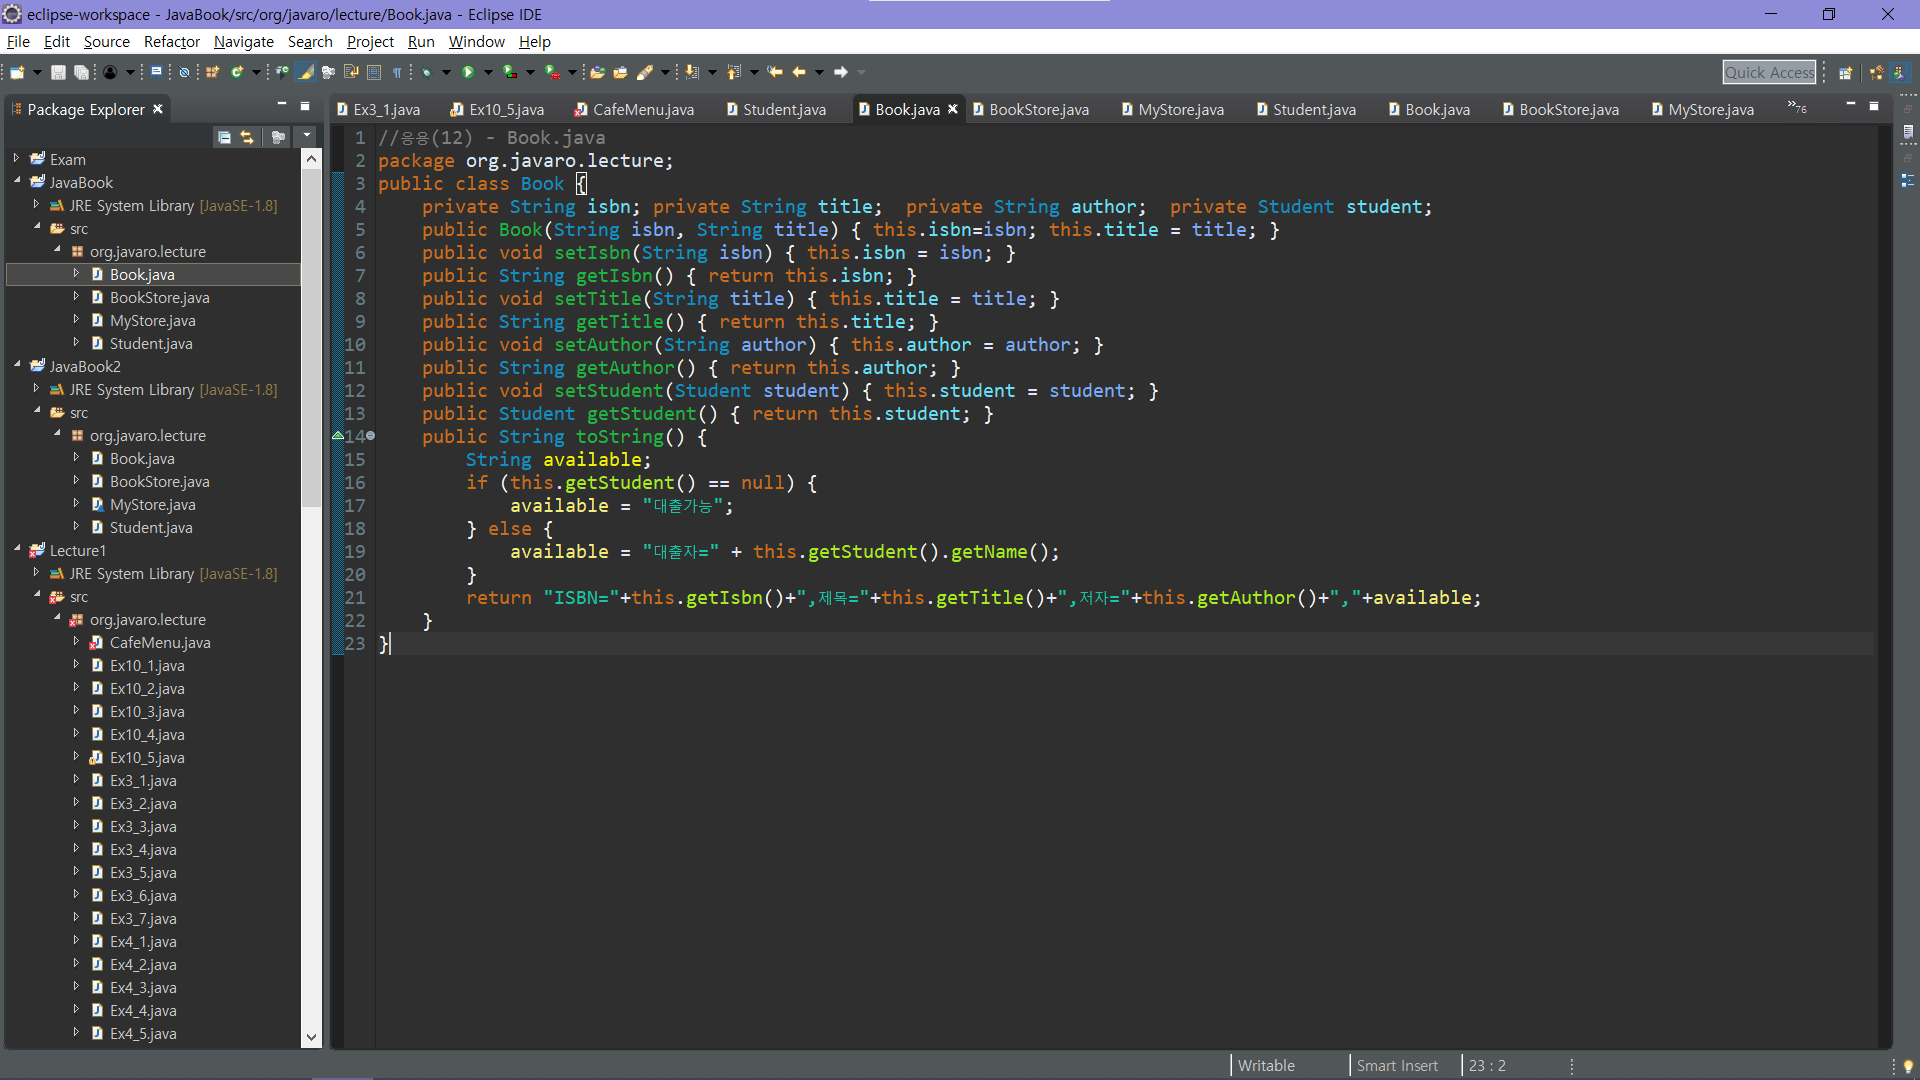 eclipse-workspace - JavaBook/src/org/javaro/lecture/Book.java - Eclipse IDE
File Edit Source Refactor Navigate Search Project Run Window Help
Quick Access
Package Explorer
Ex3_1.java Ex10_5.java CafeMenu.java Student.java Book.java BookStore.java MyStore.java Student.java Book.java BookStore.java MyStore.java »76
Exam
JavaBook
JRE System Library [JavaSE-1.8]
src
org.javaro.lecture
Book.java
BookStore.java
MyStore.java
Student.java
JavaBook2
JRE System Library [JavaSE-1.8]
src
org.javaro.lecture
Book.java
BookStore.java
MyStore.java
Student.java
Lecture1
JRE System Library [JavaSE-1.8]
src
org.javaro.lecture
CafeMenu.java
Ex10_1.java
Ex10_2.java
Ex10_3.java
Ex10_4.java
Ex10_5.java
Ex3_1.java
Ex3_2.java
Ex3_3.java
Ex3_4.java
Ex3_5.java
Ex3_6.java
Ex3_7.java
Ex4_1.java
Ex4_2.java
Ex4_3.java
Ex4_4.java
Ex4_5.java
1 //응용(12) - Book.java
2 package org.javaro.lecture;
3 public class Book {
4 private String isbn; private String title;  private String author;  private Student student;
5 public Book(String isbn, String title) { this.isbn=isbn; this.title = title; }
6 public void setIsbn(String isbn) { this.isbn = isbn; }
7 public String getIsbn() { return this.isbn; }
8 public void setTitle(String title) { this.title = title; }
9 public String getTitle() { return this.title; }
10 public void setAuthor(String author) { this.author = author; }
11 public String getAuthor() { return this.author; }
12 public void setStudent(Student student) { this.student = student; }
13 public Student getStudent() { return this.student; }
14 public String toString() {
15 String available;
16 if (this.getStudent() == null) {
17 available = "대출가능";
18 } else {
19 available = "대출자=" + this.getStudent().getName();
20 }
21 return "ISBN="+this.getIsbn()+",제목="+this.getTitle()+",저자="+this.getAuthor()+","+available;
22 }
23 }
Writable Smart Insert 23 : 2